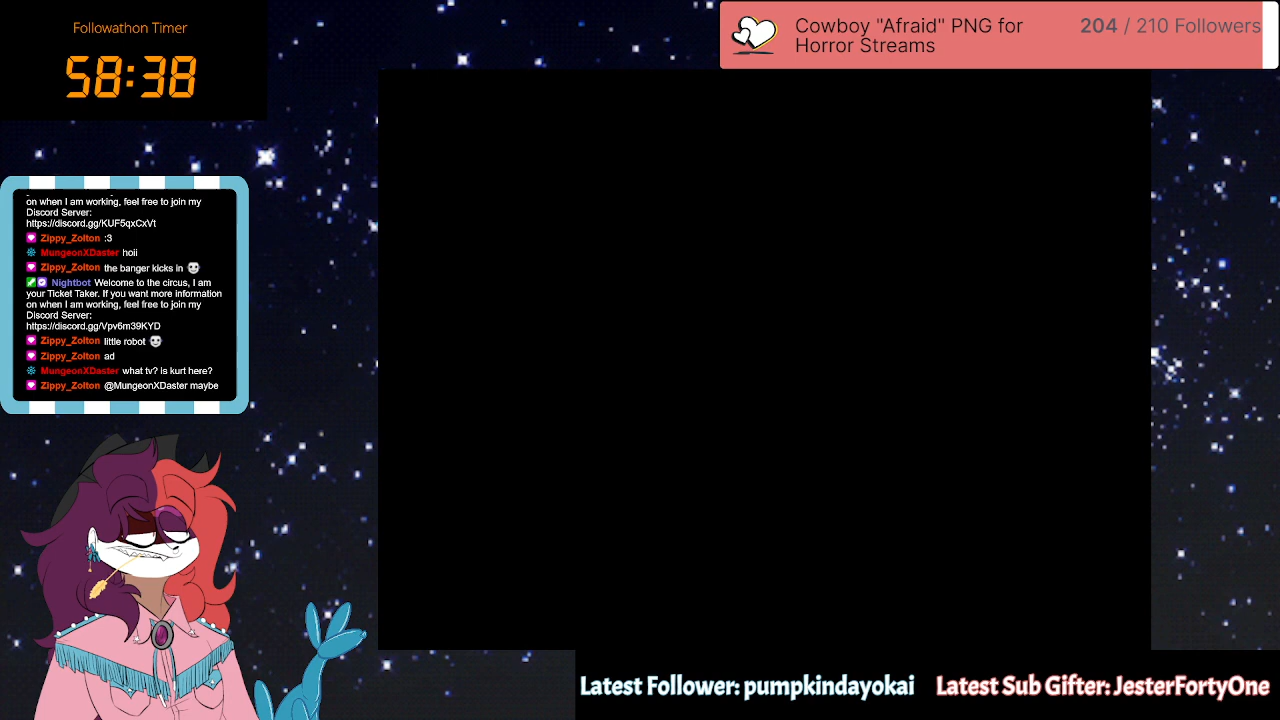 Followathon Timer
58:38
Cowboy "Afraid" PNG for
Horror Streams
204 / 210 Followers
on when I am working, feel free to join my
Discord Server:
https://discord.gg/KUF5qxCxVt
Zippy_Zolton :3
MungeonXDaster hoii
Zippy_Zolton the banger kicks in
Nightbot Welcome to the circus, I am
your Ticket Taker. If you want more information
on when I am working, feel free to join my
Discord Server:
https://discord.gg/Vpv6m39KYD
Zippy_Zolton little robot
Zippy_Zolton ad
MungeonXDaster what tv? is kurt here?
Zippy_Zolton @MungeonXDaster maybe
Latest Follower: pumpkindayokai
Latest Sub Gifter: JesterFortyOne